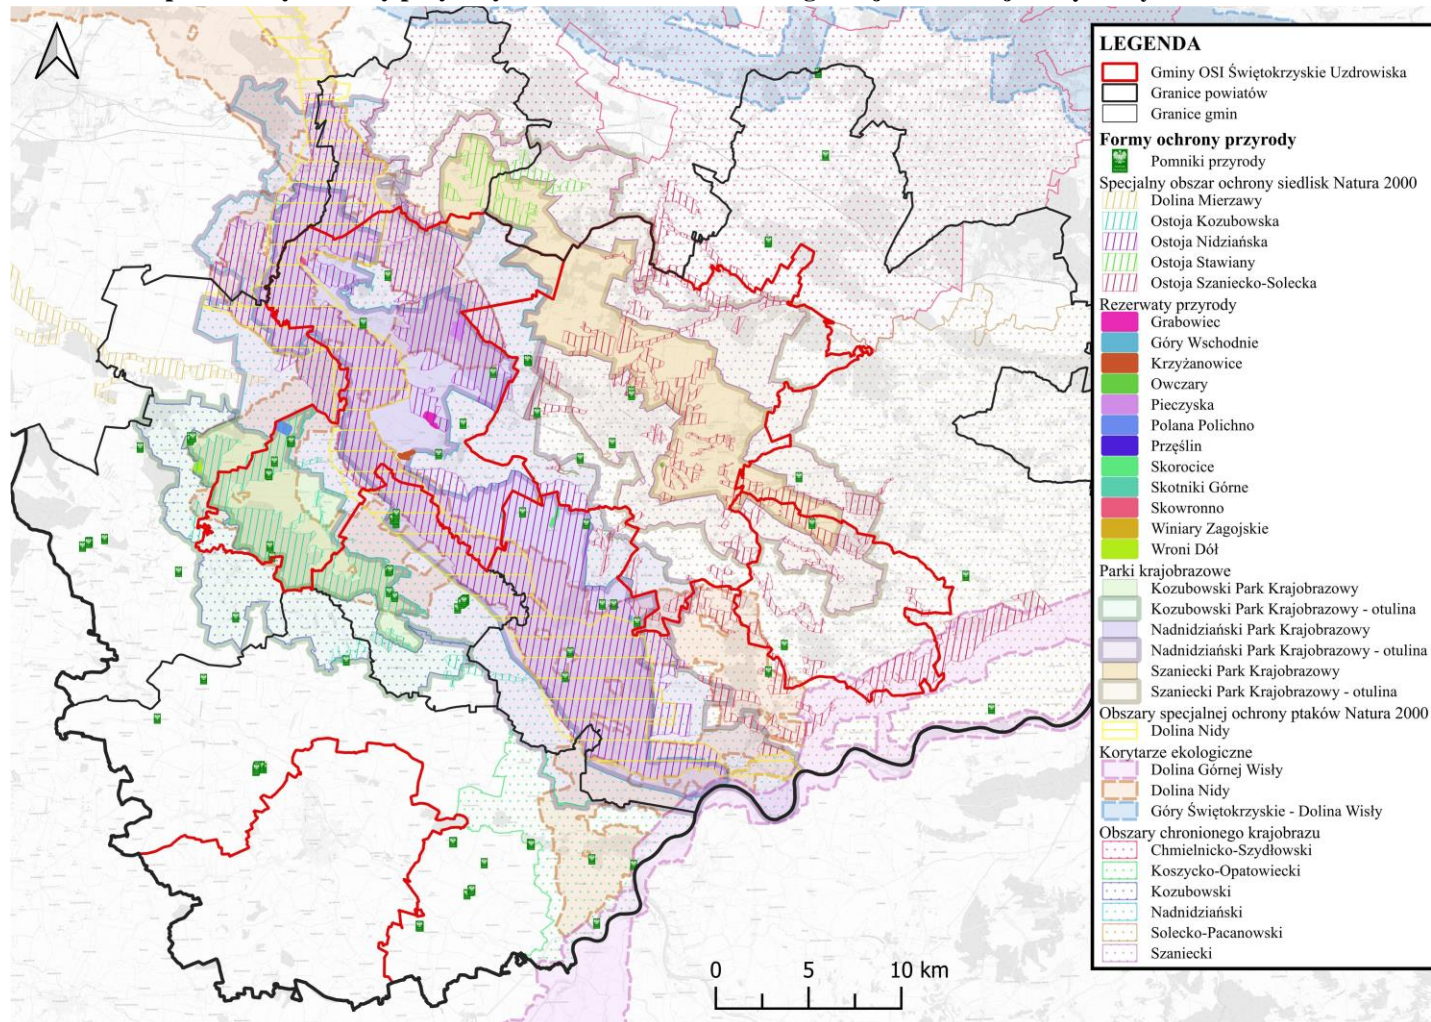 LEGENDA
Gminy OSI Świętokrzyskie Uzdrowiska
Granice powiatów
Granice gmin
Formy ochrony przyrody
Pomniki przyrody
Specjalny obszar ochrony siedlisk Natura 2000
Dolina Mierzawy
Ostoja Kozubowska
Ostoja Nidziańska
Ostoja Stawiany
Ostoja Szaniecko-Solecka
Rezerwaty przyrody
Grabowiec
Góry Wschodnie
Krzyżanowice
Owczary
Pieczyska
Polana Polichno
Przęślin
Skorocice
Skotniki Górne
Skowronno
Winiary Zagojskie
Wroni Dół
Parki krajobrazowe
Kozubowski Park Krajobrazowy
Kozubowski Park Krajobrazowy - otulina
Nadnidziański Park Krajobrazowy
Nadnidziański Park Krajobrazowy - otulina
Szaniecki Park Krajobrazowy
Szaniecki Park Krajobrazowy - otulina
Obszary specjalnej ochrony ptaków Natura 2000
Dolina Nidy
Korytarze ekologiczne
Dolina Górnej Wisły
Dolina Nidy
Góry Świętokrzyskie - Dolina Wisły
Obszary chronionego krajobrazu
Chmielnicko-Szydłowski
Koszycko-Opatowiecki
Kozubowski
Nadnidziański
Solecko-Pacanowski
Szaniecki
0 5 10 km